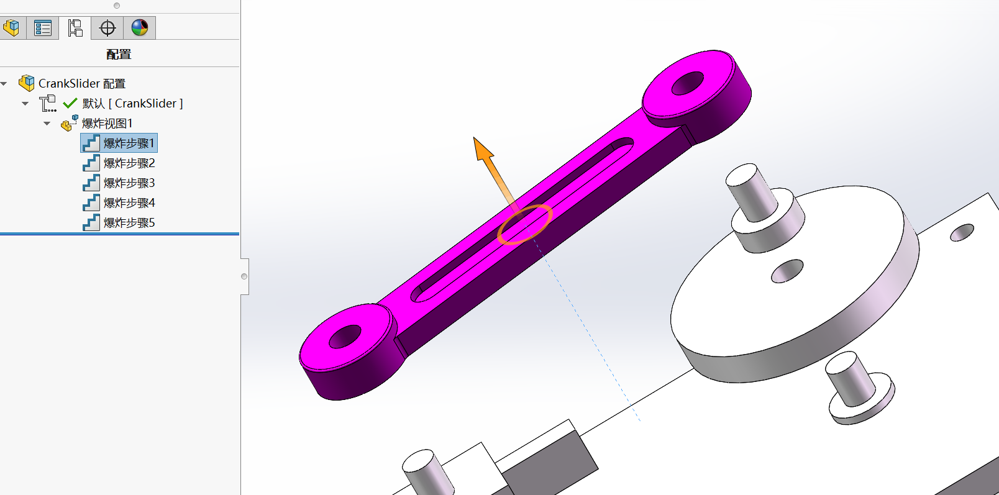 配置
CrankSlider 配置
默认 [ CrankSlider ]
爆炸视图1
爆炸步骤1
爆炸步骤2
爆炸步骤3
爆炸步骤4
爆炸步骤5